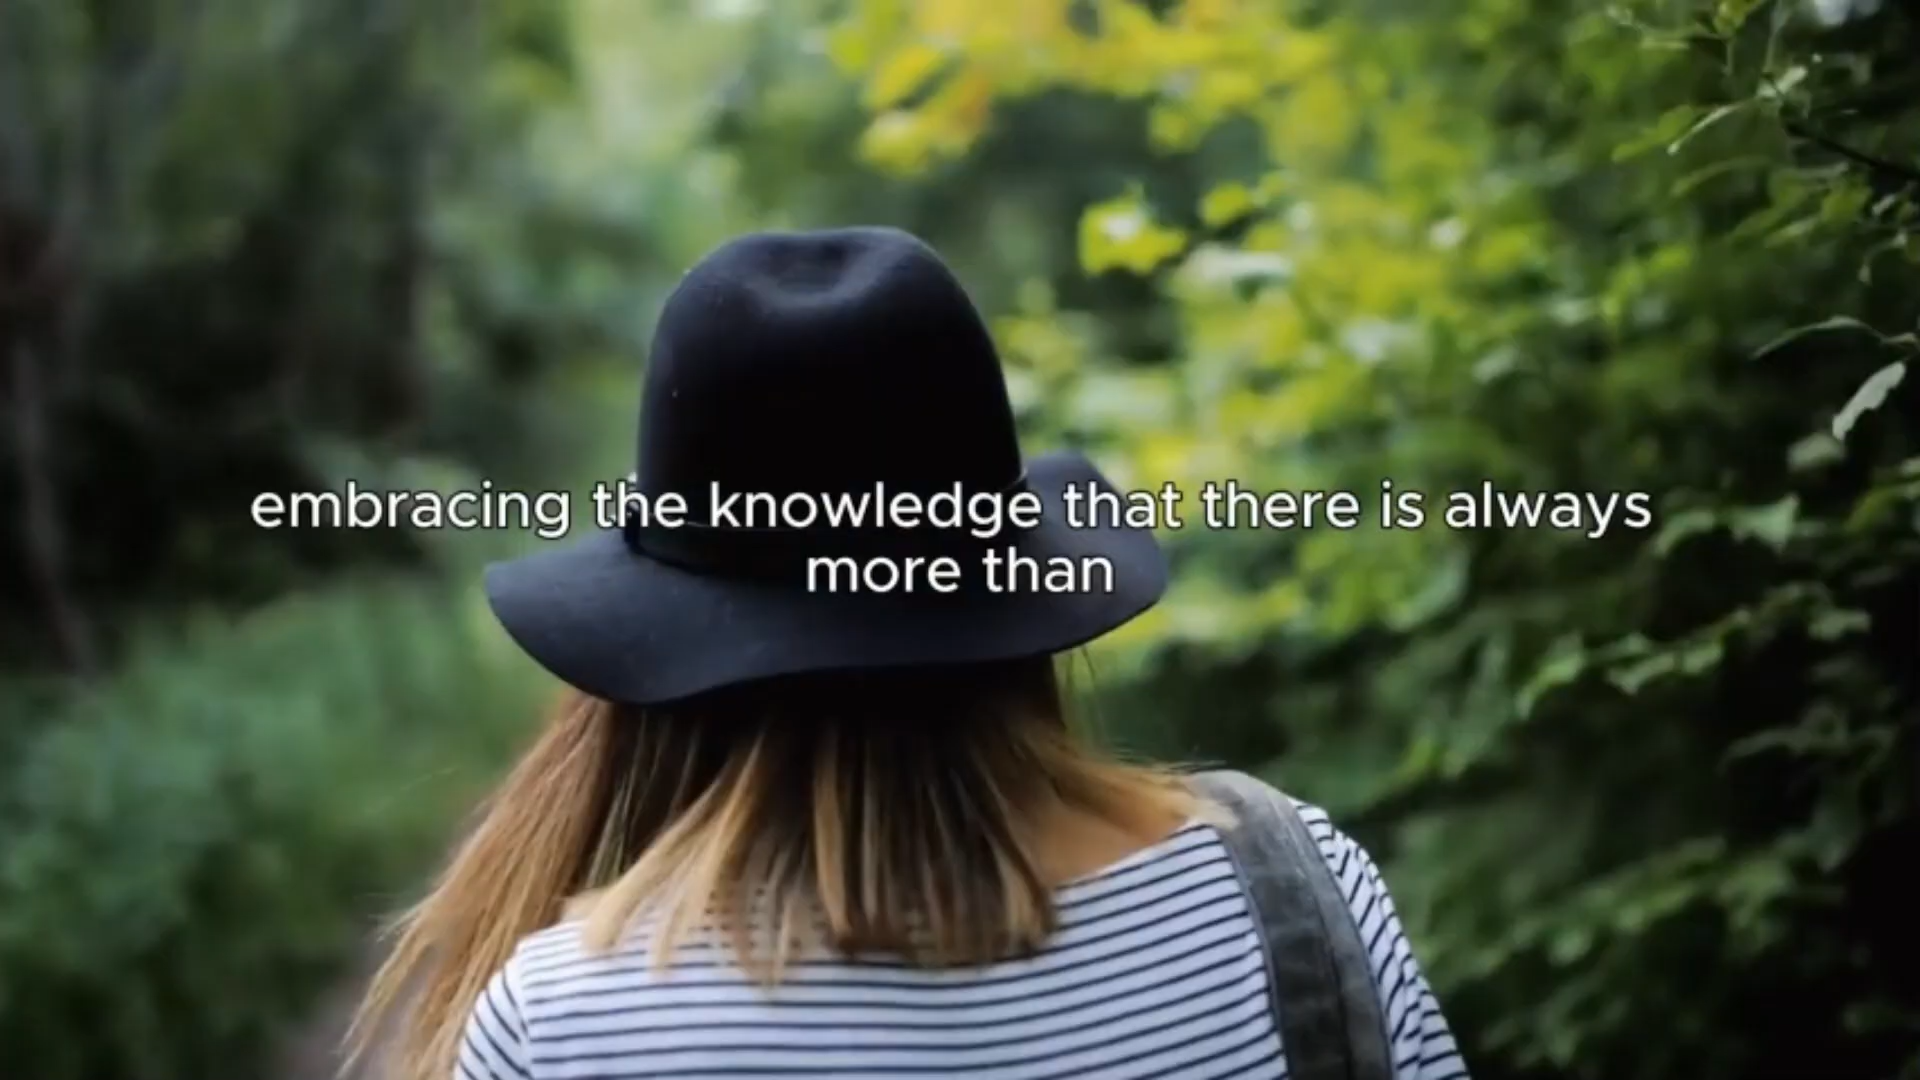 embracing the knowledge that there is always
more than